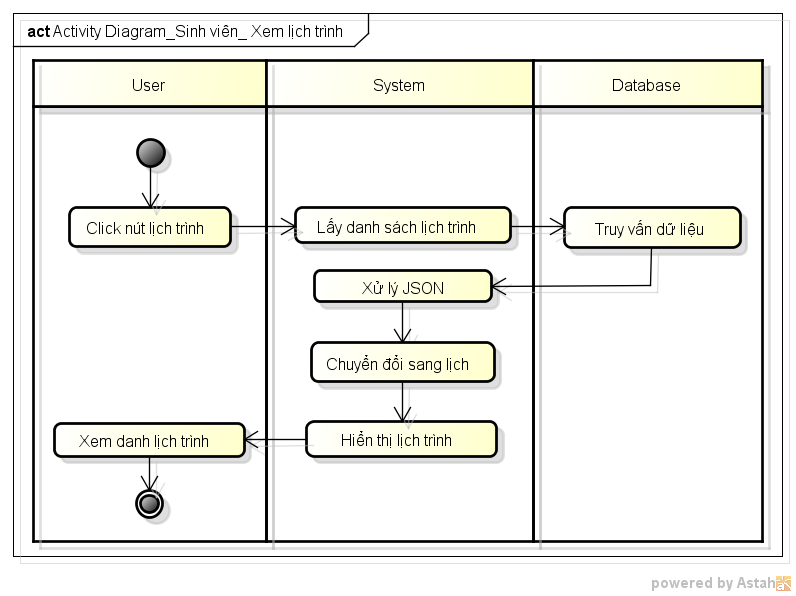 act Activity Diagram_Sinh viên_ Xem lịch trình
User
System
Database
Click nút lịch trình
Lấy danh sách lịch trình
Truy vấn dữ liệu
Xử lý JSON
Chuyển đổi sang lịch
Hiển thị lịch trình
Xem danh lịch trình
powered by Astah